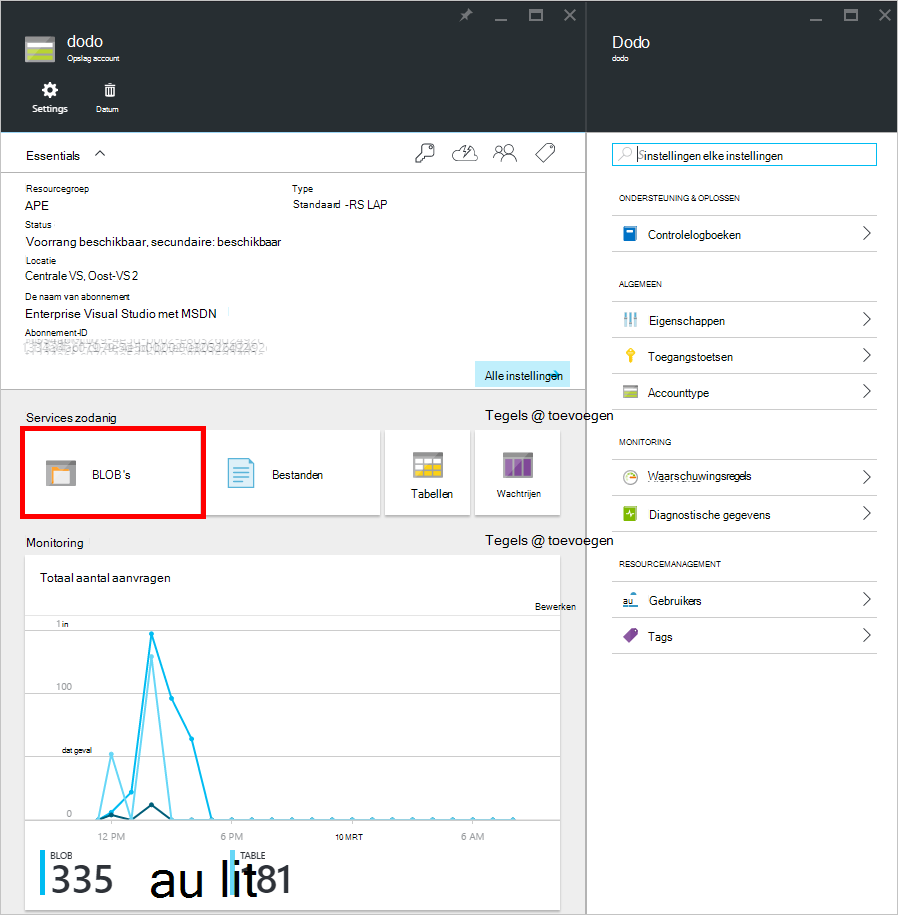 dodo
Opslag account
Settings
Datum
Essentials
Resourcegroep
APE
Type
Standaard -RS LAP
Status
Voorrang beschikbaar, secundaire: beschikbaar
Locatie
Centrale VS, Oost-VS 2
De naam van abonnement
Enterprise Visual Studio met MSDN
Abonnement-ID
Alle instellingen
Services zodanig
Tegels @ toevoegen
BLOB's
Bestanden
Tabellen
Wachtrijen
Monitoring
Tegels @ toevoegen
Totaal aantal aanvragen
Bewerken
1 in
100
dat geval
0
12 PM
6 PM
10 MRT
6 AM
BLOB
335
au lit
TABLE
181
Dodo
dodo
Sinstellingen elke instellingen
ONDERSTEUNING & OPLOSSEN
Controlelogboeken
ALGEMEEN
Eigenschappen
Toegangstoetsen
Accounttype
MONITORING
Waarschuwingsregels
Diagnostische gegevens
RESOURCEMANAGEMENT
au
Gebruikers
Tags